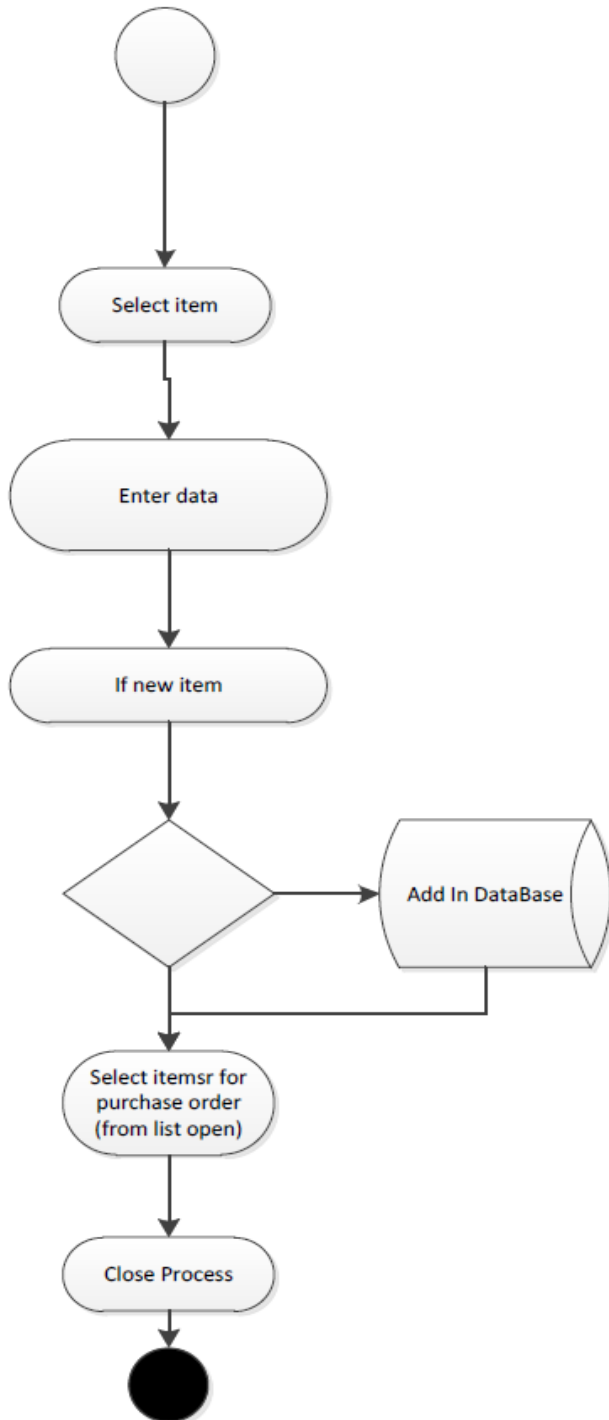 Select item
Enter data
If new item
Add In DataBase
Select itemsr for
purchase order
(from list open)
Close Process